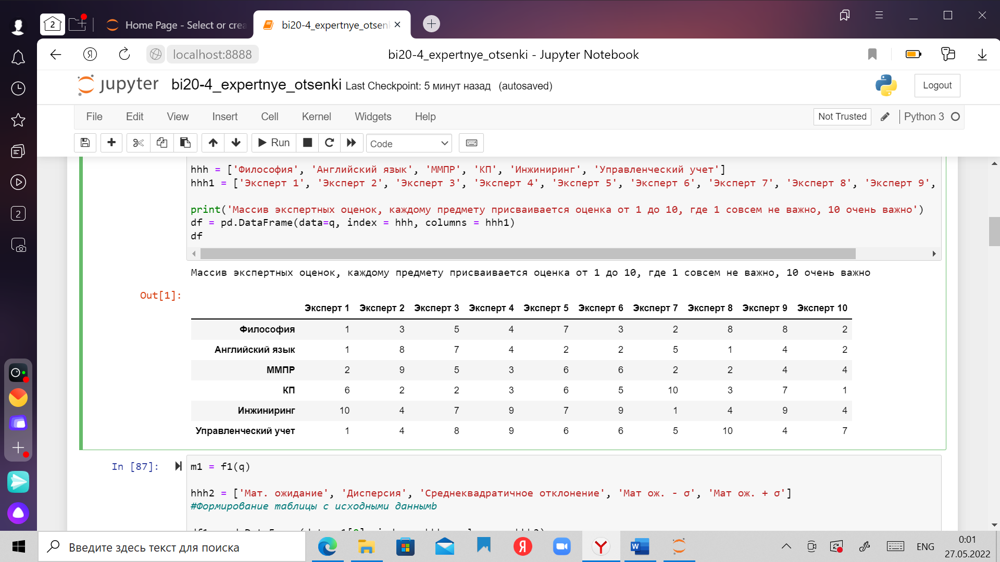 2
Home Page - Select or crea
bi20-4_expertnye_otsen
localhost:8888
bi20-4_expertnye_otsenki - Jupyter Notebook
jupyter bi20-4_expertnye_otsenki Last Checkpoint: 5 минут назад (autosaved)
Logout
File Edit View Insert Cell Kernel Widgets Help
Not Trusted Python 3
Run Code
hhh = ['Философия', 'Английский язык', 'ММПР', 'КП', 'Инжиниринг', 'Управленческий учет']
hhh1 = ['Эксперт 1', 'Эксперт 2', 'Эксперт 3', 'Эксперт 4', 'Эксперт 5', 'Эксперт 6', 'Эксперт 7', 'Эксперт 8', 'Эксперт 9',
print('Массив экспертных оценок, каждому предмету присваивается оценка от 1 до 10, где 1 совсем не важно, 10 очень важно')
df = pd.DataFrame(data=q, index = hhh, columns = hhh1)
df
Массив экспертных оценок, каждому предмету присваивается оценка от 1 до 10, где 1 совсем не важно, 10 очень важно
Out[1]:
Эксперт 1 Эксперт 2 Эксперт 3 Эксперт 4 Эксперт 5 Эксперт 6 Эксперт 7 Эксперт 8 Эксперт 9 Эксперт 10
Философия 1 3 5 4 7 3 2 8 8 2
Английский язык 1 8 7 4 2 2 5 1 4 2
ММПР 2 9 5 3 6 6 2 2 4 4
КП 6 2 2 3 6 5 10 3 7 1
Инжиниринг 10 4 7 9 7 9 1 4 9 4
Управленческий учет 1 4 8 9 6 6 5 10 4 7
In [87]: m1 = f1(q)
hhh2 = ['Мат. ожидание', 'Дисперсия', 'Среднеквадратичное отклонение', 'Мат ож. - σ', 'Мат ож. + σ']
#Формирование таблицы с исходными даннымb
2
Введите здесь текст для поиска
ENG
0:01
27.05.2022